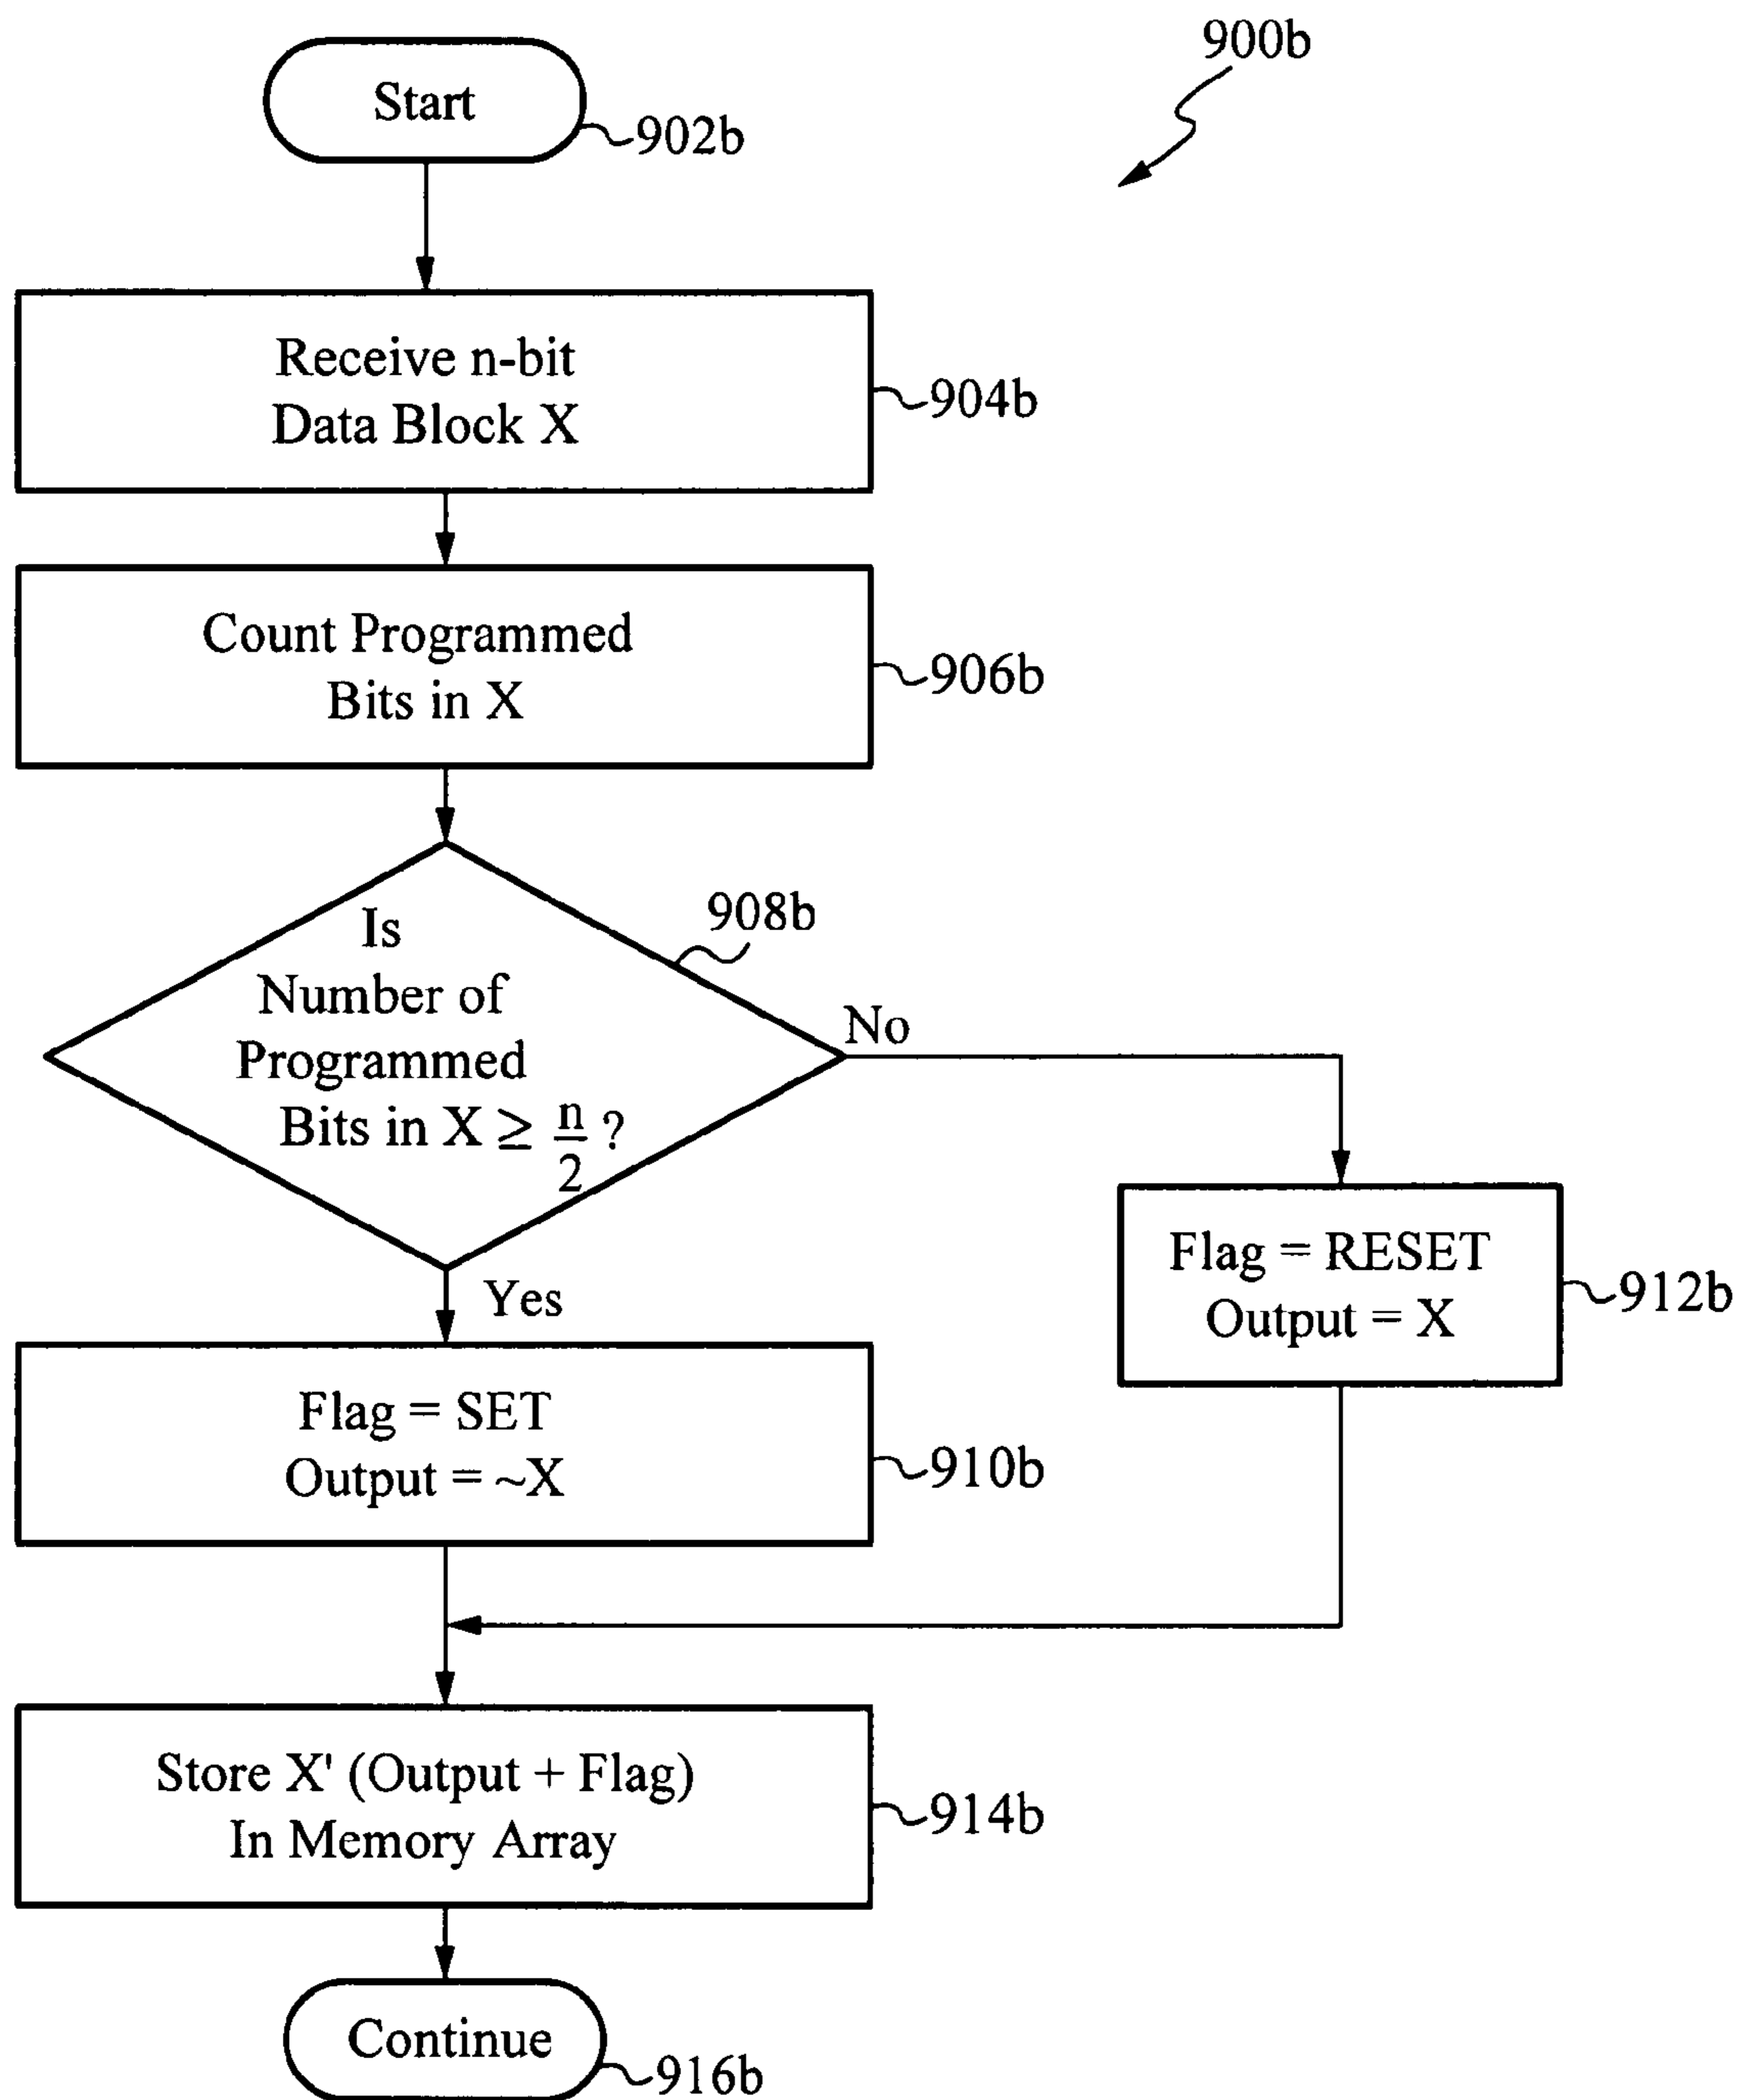 900b
Start
902b
Receive n-bit
Data Block X
904b
Count Programmed
Bits in X
906b
908b
Is
Number of
Programmed
Bits in X ≥ n/2 ?
No
Yes
Flag = RESET
Output = X
912b
Flag = SET
Output = ~X
910b
Store X' (Output + Flag)
In Memory Array
914b
Continue
916b